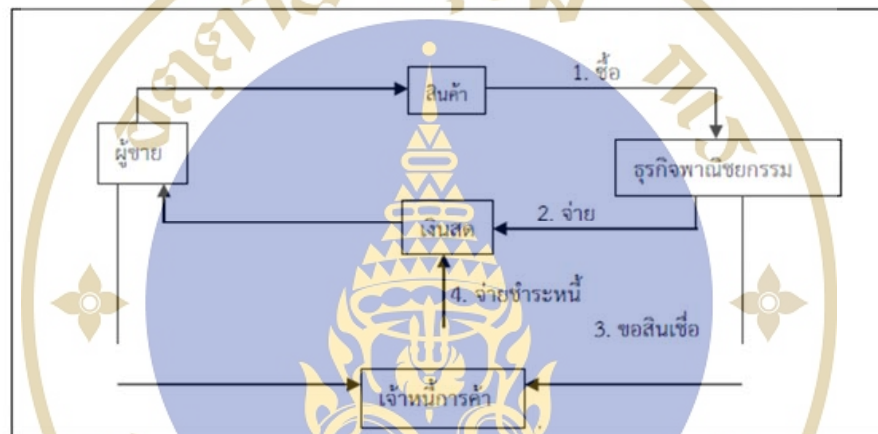 สินค้า
1. ซื้อ
ผู้ขาย
ธุรกิจพาณิชยกรรม
เงินสด
2. จ่าย
4. จ่ายชำระหนี้
3. ขอสินเชื่อ
เจ้าหนี้การค้า